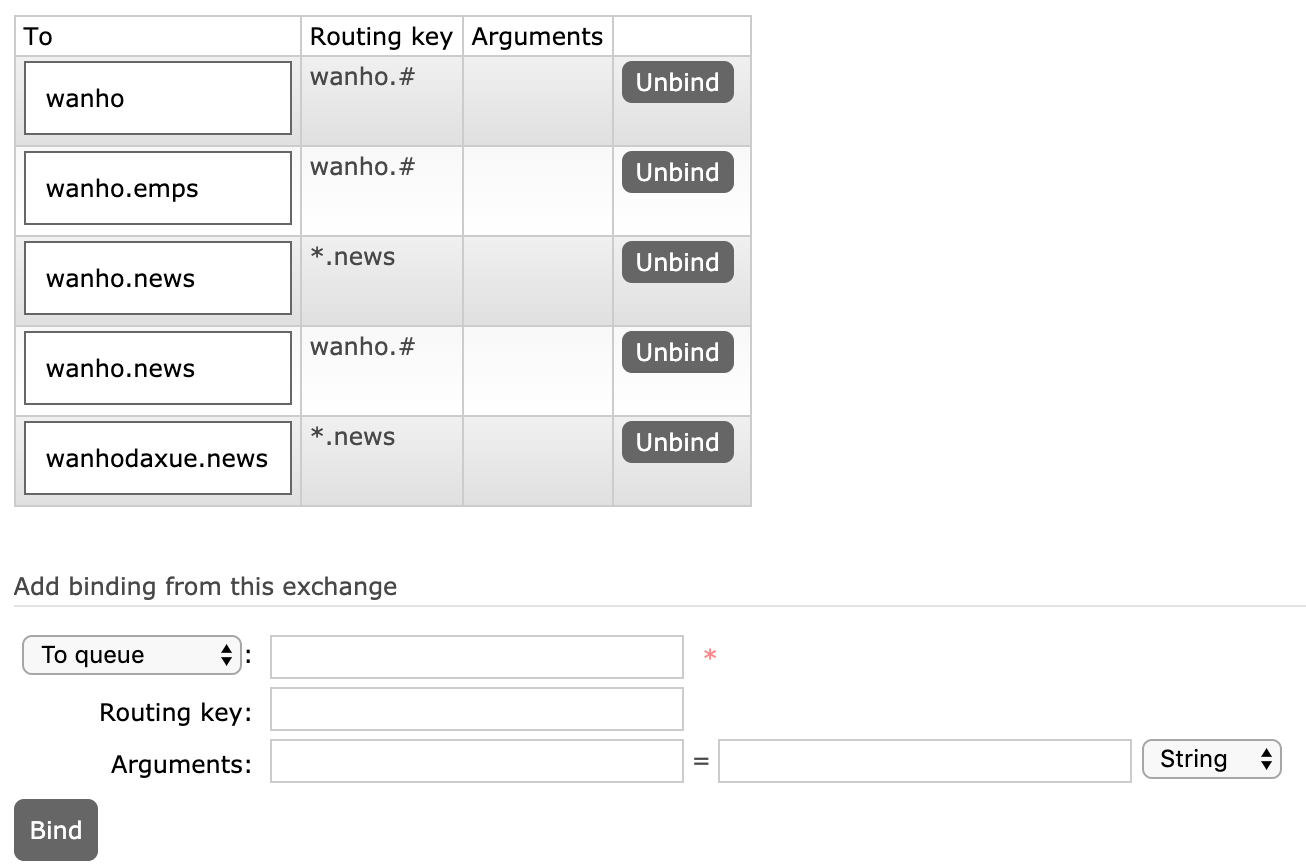 To Routing key Arguments
wanho wanho.# Unbind
wanho.emps wanho.# Unbind
wanho.news *.news Unbind
wanho.news wanho.# Unbind
wanhodaxue.news *.news Unbind
Add binding from this exchange
To queue : *
Routing key:
Arguments: = String
Bind